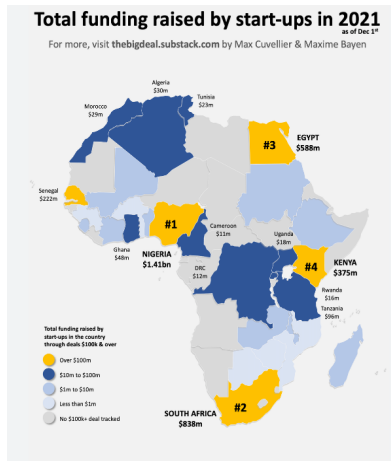 Total funding raised by start-ups in 2021
as of Dec 1st
For more, visit thebigdeal.substack.com by Max Cuvellier & Maxime Bayen
Algeria
$30m
Tunisia
$23m
Morocco
$29m
#3
EGYPT
$588m
Senegal
$222m
#1
Cameroon
$11m
Uganda
$18m
#4
KENYA
$375m
Ghana
$48m
NIGERIA
$1.41bn
DRC
$12m
Rwanda
$16m
Tanzania
$96m
Total funding raised by
start-ups in the country
through deals $100k & over
Over $100m
$10m to $100m
$1m to $10m
Less than $1m
No $100k+ deal tracked
#2
SOUTH AFRICA
$838m